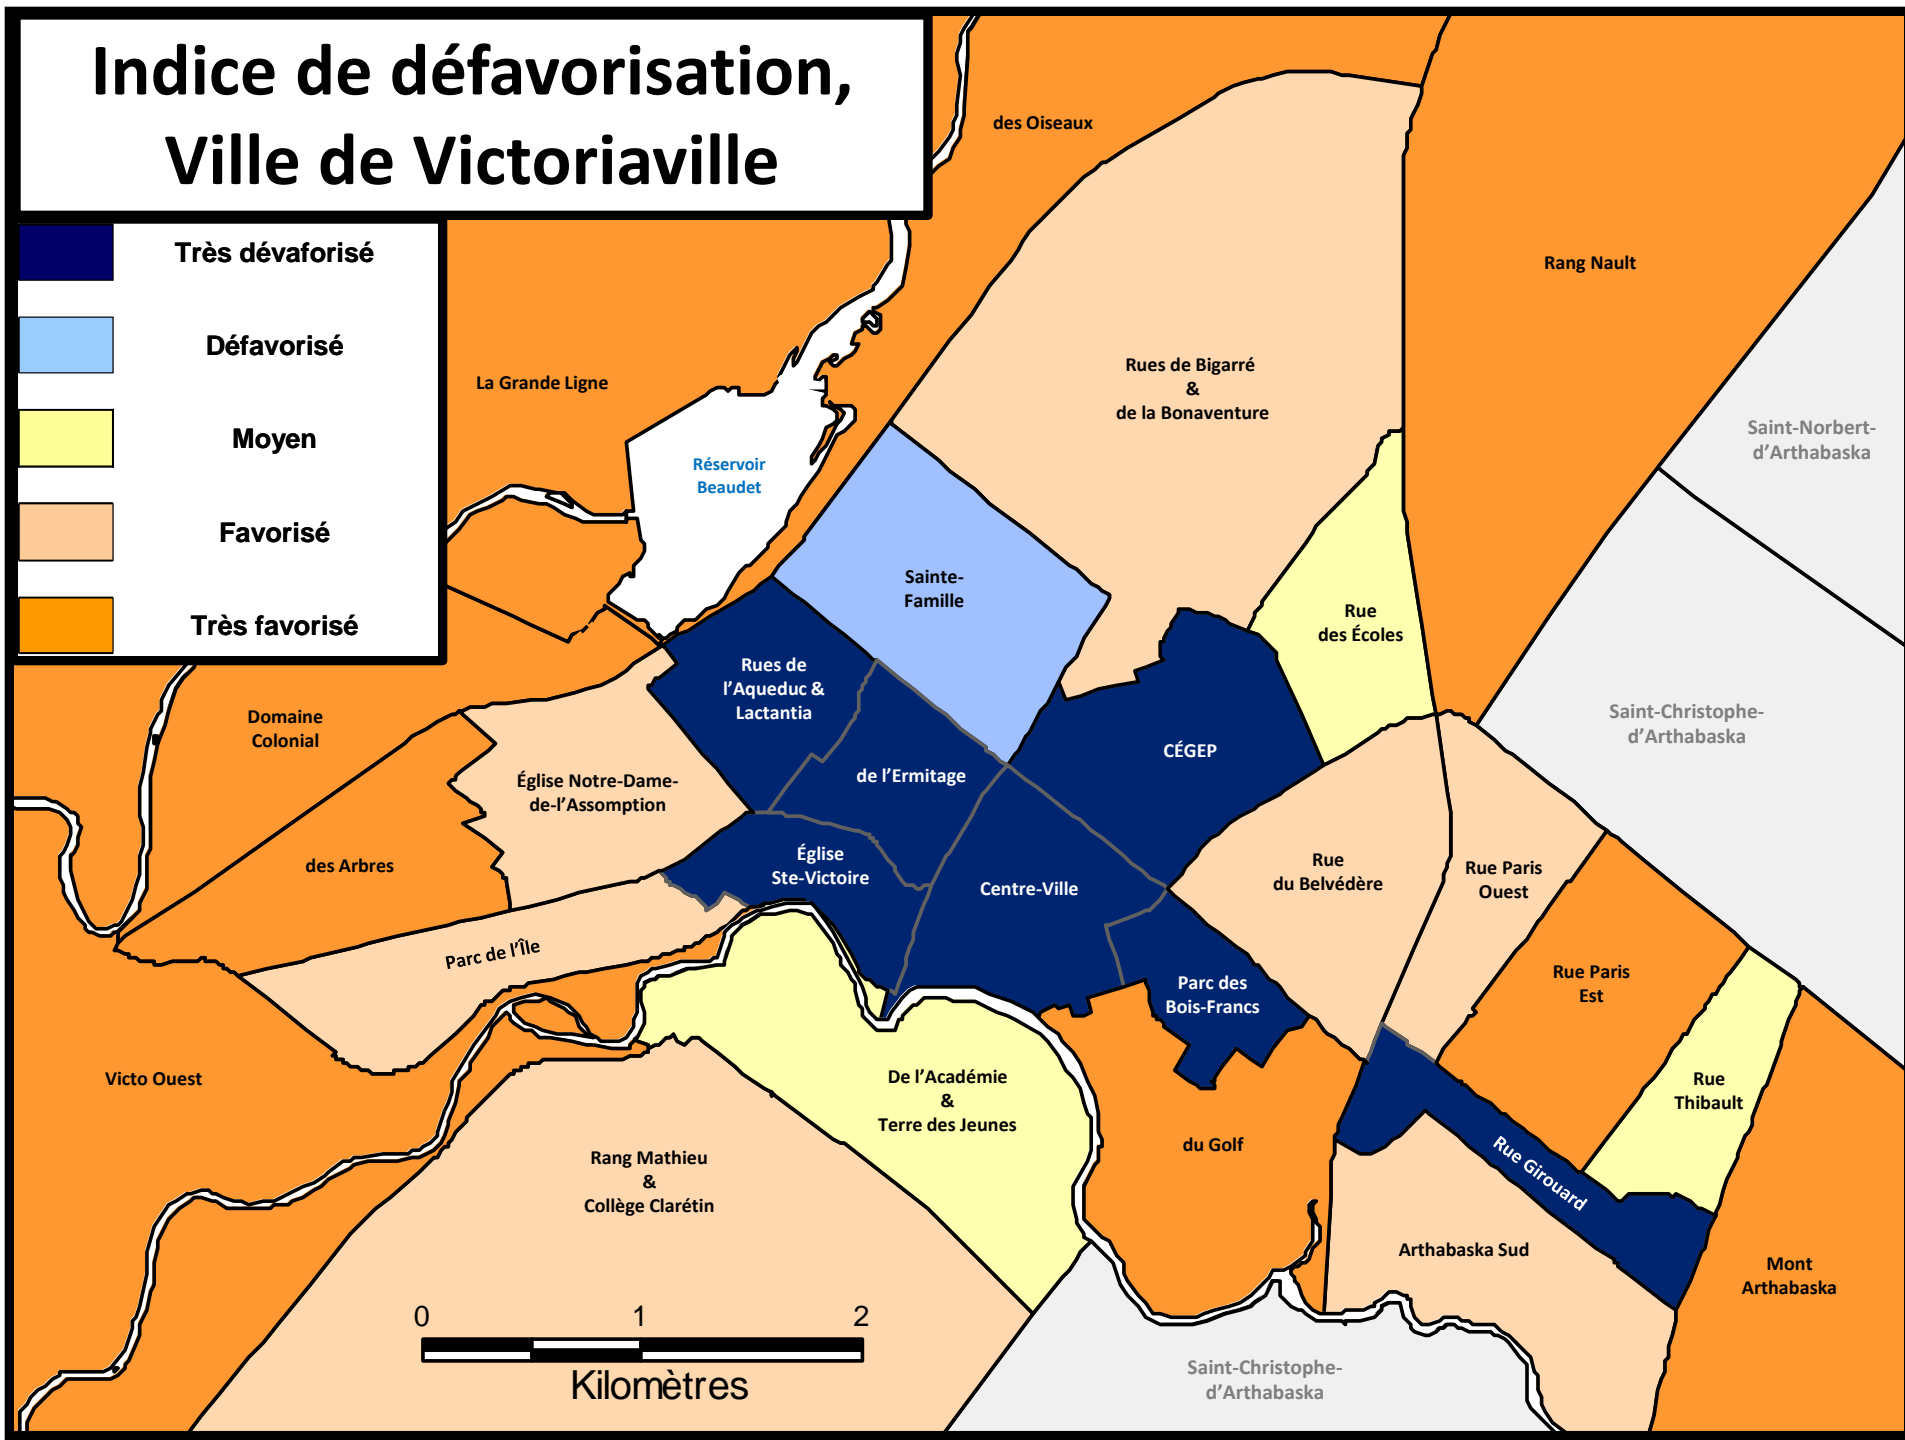 Indice de défavorisation,
Ville de Victoriaville
Très dévaforisé
Défavorisé
Moyen
Favorisé
Très favorisé
des Oiseaux
Rang Nault
La Grande Ligne
Rues de Bigarré
&
de la Bonaventure
Saint-Norbert-
d'Arthabaska
Réservoir
Beaudet
Sainte-
Famille
Rue
des Écoles
Rues de
l'Aqueduc &
Lactantia
Domaine
Colonial
Saint-Christophe-
d'Arthabaska
CÉGEP
de l'Ermitage
Église Notre-Dame-
de-l'Assomption
des Arbres
Église
Ste-Victoire
Centre-Ville
Rue
du Belvédère
Rue Paris
Ouest
Parc de l'Île
Parc des
Bois-Francs
Rue Paris
Est
Victo Ouest
De l'Académie
&
Terre des Jeunes
Rue
Thibault
du Golf
Rue Girouard
Rang Mathieu
&
Collège Clarétin
Arthabaska Sud
Mont
Arthabaska
0 1 2
Kilomètres
Saint-Christophe-
d'Arthabaska